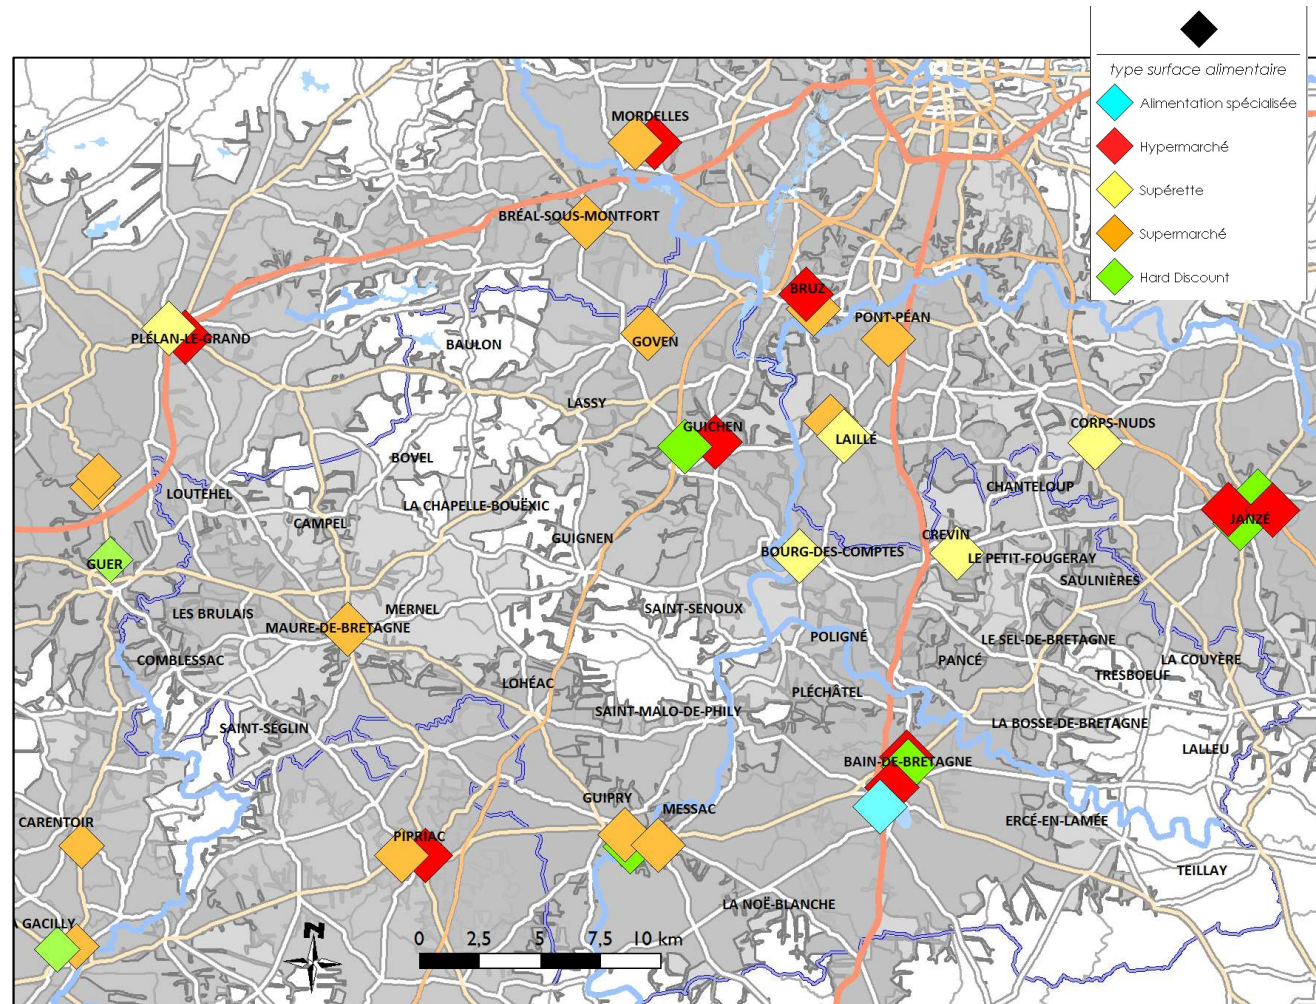 type surface alimentaire
Alimentation spécialisée
Hypermarché
Supérette
Supermarché
Hard Discount
MORDELLES
BRÉAL-SOUS-MONTFORT
BRUZ
PONT-PÉAN
PLÉLAN-LE-GRAND
GOVEN
BAULON
LASSY
GUICHEN
CORPS-NUDS
LAILLÉ
BOVEL
CHANTELOUP
LOUTEHEL
LA CHAPELLE-BOUËXIC
CAMPEL
JANZÉ
GUIGNEN
CREVIN
BOURG-DES-COMPTES
LE PETIT-FOUGERAY
GUER
SAULNIÈRES
LES BRULAIS
MERNEL
SAINT-SENOUX
MAURE-DE-BRETAGNE
POLIGNÉ
LE SEL-DE-BRETAGNE
COMBLESSAC
PANCÉ
LA COUYÈRE
TRESBOEUF
LOHÉAC
PLÉCHÂTEL
SAINT-MALO-DE-PHILY
LA BOSSE-DE-BRETAGNE
SAINT-SÉGLIN
LALLEU
BAIN-DE-BRETAGNE
GUIPRY
MESSAC
CARENTOIR
ERCÉ-EN-LAMÉE
PIPRIAC
TEILLAY
LA NOË-BLANCHE
A GACILLY
N
0 2,5 5 7,5 10 km